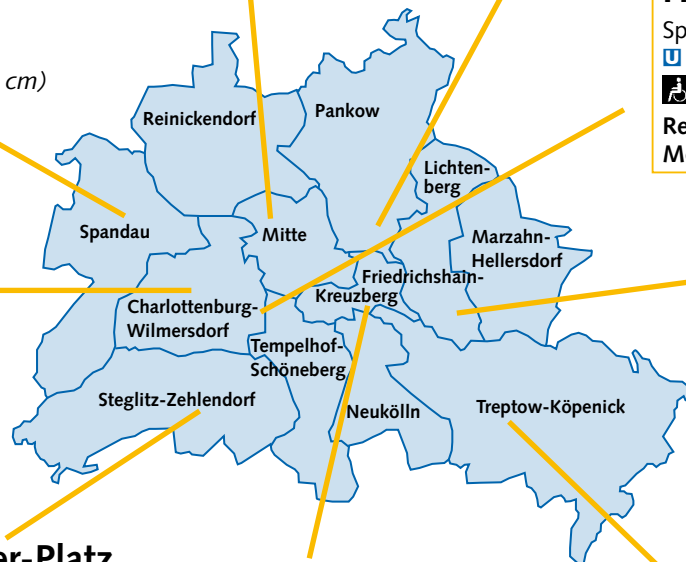 cm)
Sp
U
Re
M
Reinickendorf
Pankow
Lichten-
berg
Spandau
Mitte
Marzahn-
Hellersdorf
Friedrichshain-
Kreuzberg
Charlottenburg-
Wilmersdorf
Tempelhof-
Schöneberg
Steglitz-Zehlendorf
Neukölln
Treptow-Köpenick
er-Platz